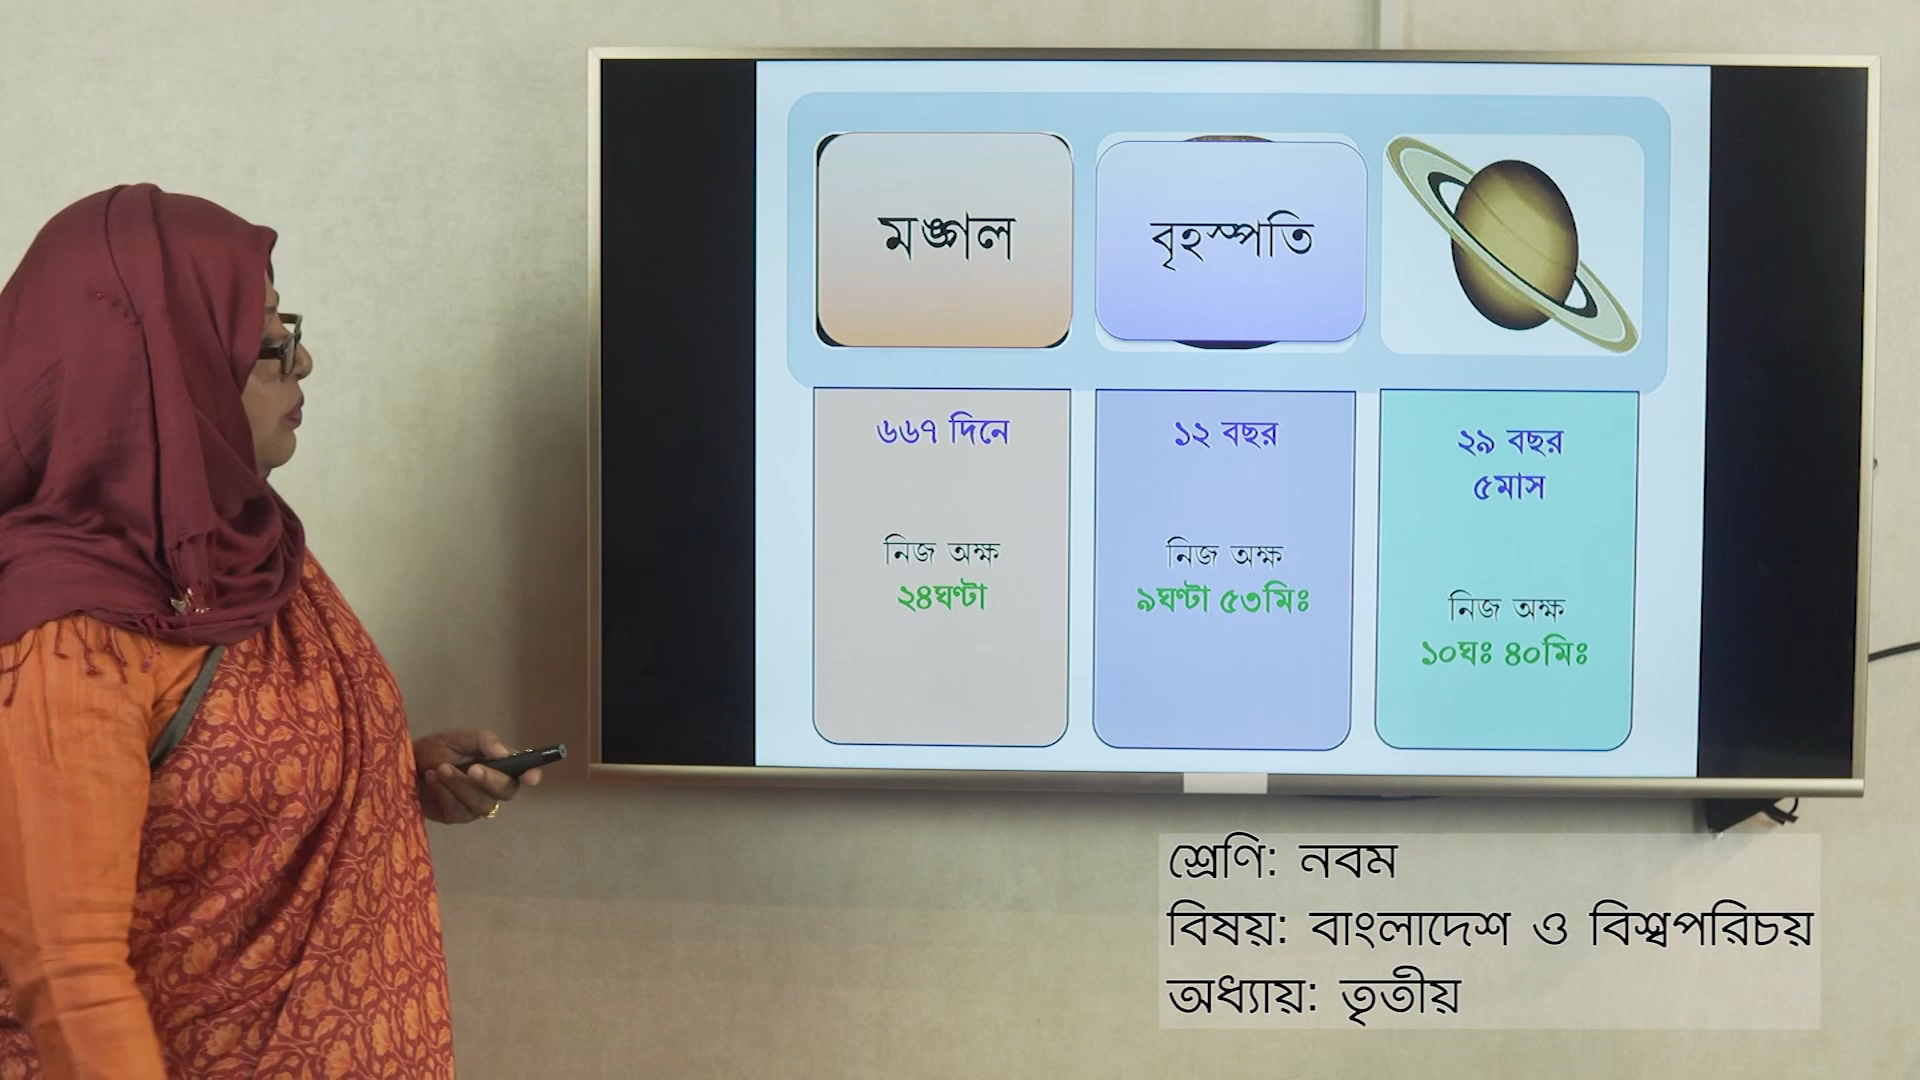 মঙ্গল
বৃহস্পতি
৬৬৭ দিনে
নিজ অক্ষ
২৪ঘণ্টা
১২ বছর
নিজ অক্ষ
৯ঘণ্টা ৫৩মিঃ
২৯ বছর
৫মাস
নিজ অক্ষ
১০ঘঃ ৪০মিঃ
শ্রেণি: নবম
বিষয়: বাংলাদেশ ও বিশ্বপরিচয়
অধ্যায়: তৃতীয়